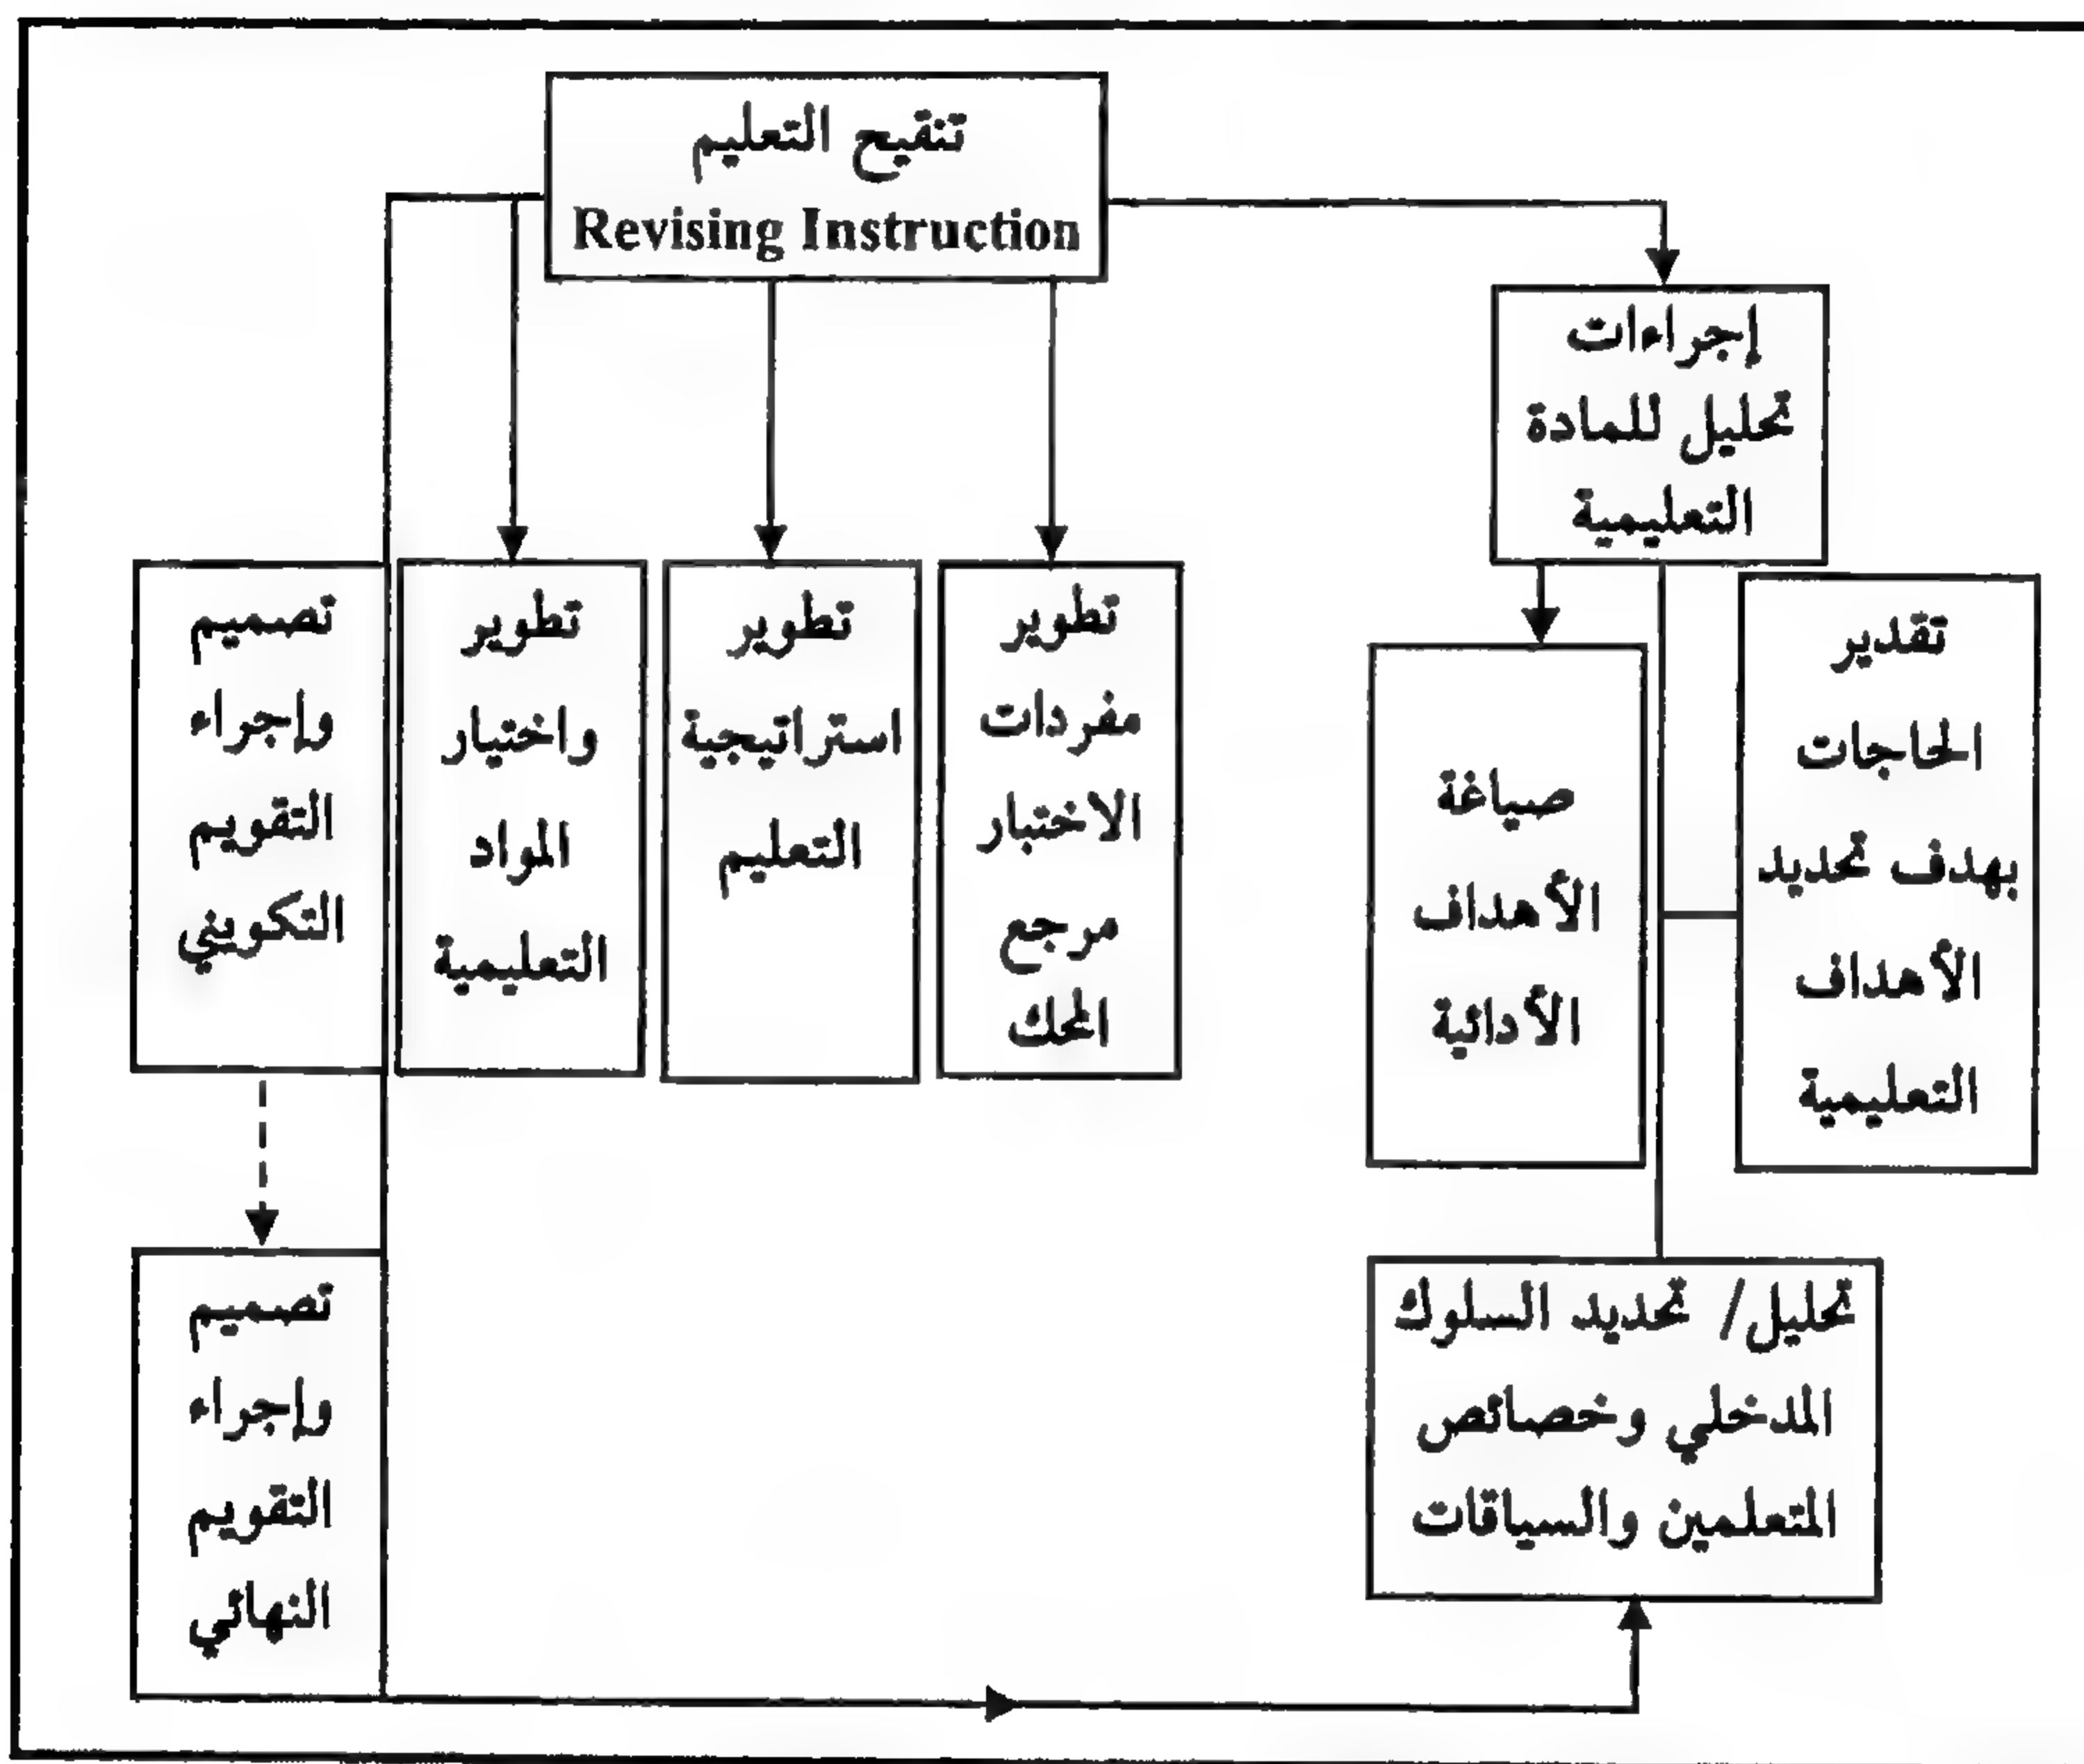 تنقيح التعليم
Revising Instruction
إجراءات
تحليل للمادة
التعليمية
تقدير
الحاجات
بهدف تحديد
الأهداف
التعليمية
صياغة
الأهداف
الأدائية
تطوير
مفردات
الاختبار
مرجع
المحك
تطوير
استراتيجية
التعليم
تطوير
واختيار
المواد
التعليمية
تصميم
وإجراء
التقويم
التكويني
تحليل/ تحديد السلوك
المدخلي وخصائص
المتعلمين والسياقات
تصميم
وإجراء
التقويم
النهائي